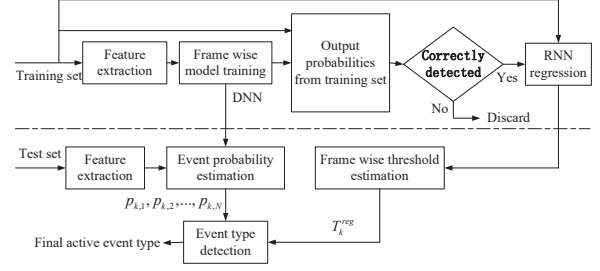 Training set
Feature
extraction
Frame wise
model training
Output
probabilities
from training set
Correctly
detected
Yes
RNN
regression
No
Discard
DNN
Test set
Feature
extraction
Event probability
estimation
Frame wise threshold
estimation
p_{k,1}, p_{k,2}, ..., p_{k,N}
T_k^{reg}
Final active event type
Event type
detection